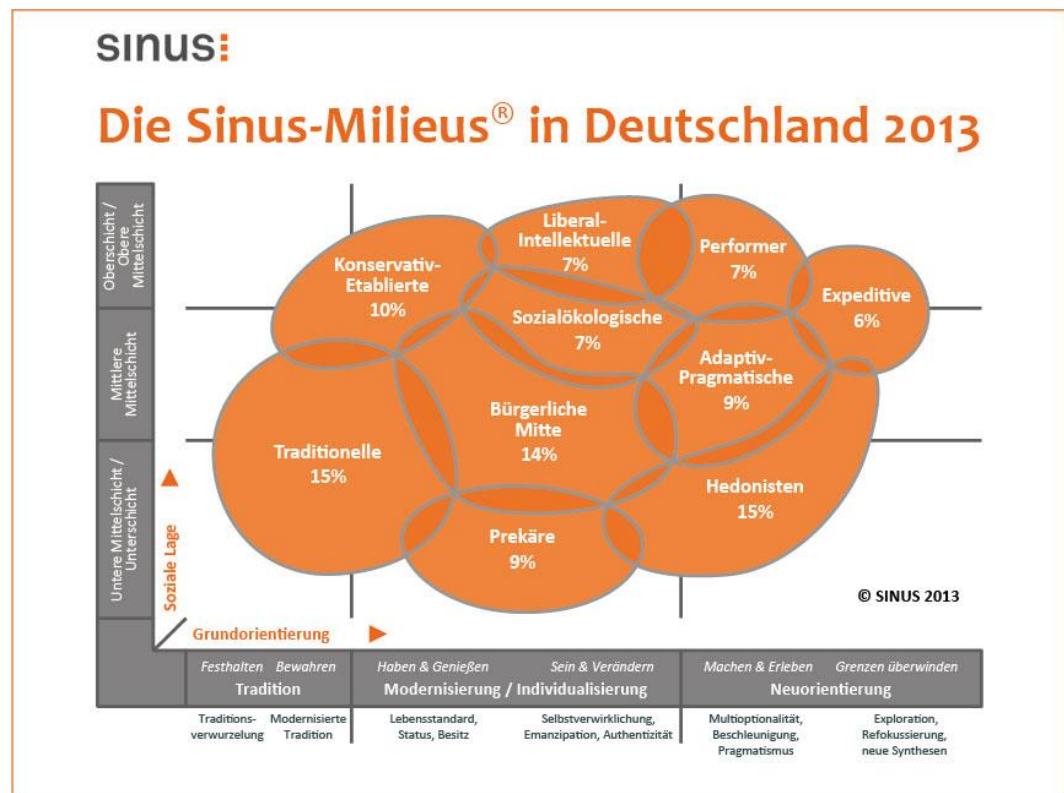 sınus:
Die Sinus-Milieus® in Deutschland 2013
Oberschicht /
Obere
Mittelschicht
Mittlere
Mittelschicht
Untere Mittelschicht /
Unterschicht
Soziale Lage
Konservativ-
Etablierte
10%
Liberal-
Intellektuelle
7%
Performer
7%
Expeditive
6%
Sozialökologische
7%
Adaptiv-
Pragmatische
9%
Traditionelle
15%
Bürgerliche
Mitte
14%
Hedonisten
15%
Prekäre
9%
© SINUS 2013
Grundorientierung
Festhalten Bewahren
Tradition
Haben & Genießen Sein & Verändern
Modernisierung / Individualisierung
Machen & Erleben Grenzen überwinden
Neuorientierung
Traditions-
verwurzelung
Modernisierte
Tradition
Lebensstandard,
Status, Besitz
Selbstverwirklichung,
Emanzipation, Authentizität
Multioptionalität,
Beschleunigung,
Pragmatismus
Exploration,
Refokussierung,
neue Synthesen